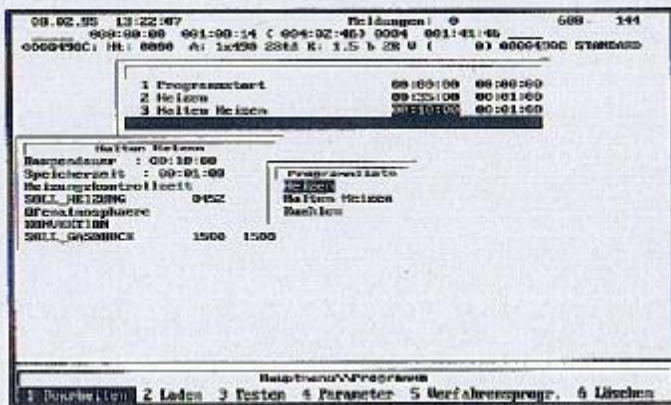 08.02.95 13:22:07 Meldungen: 0 600- 144
000:00:00 001:00:14 ( 004:02:46) 0004 001:41:46
STANDARD
1 Programmstart 00:00:00 00:00:00
2 Heizen 00:55:00 00:01:00
3 Halten Heizen 00:10:00 00:01:00
Halten Heizen
Rampendauer : 00:10:00
Speicherzeit : 00:01:00
Heizungskontrollzeit
SOLL_HEIZUNG 0452
Ofenatmosphaere
KONVEKTION
SOLL_GASDRUCK 1500 1500
Programmliste
Heizen
Halten Heizen
Kuehlen
Hauptmenu\\Programm
1 Bearbeiten 2 Laden 3 Testen 4 Parameter 5 Verfahrensprogr. 6 Löschen